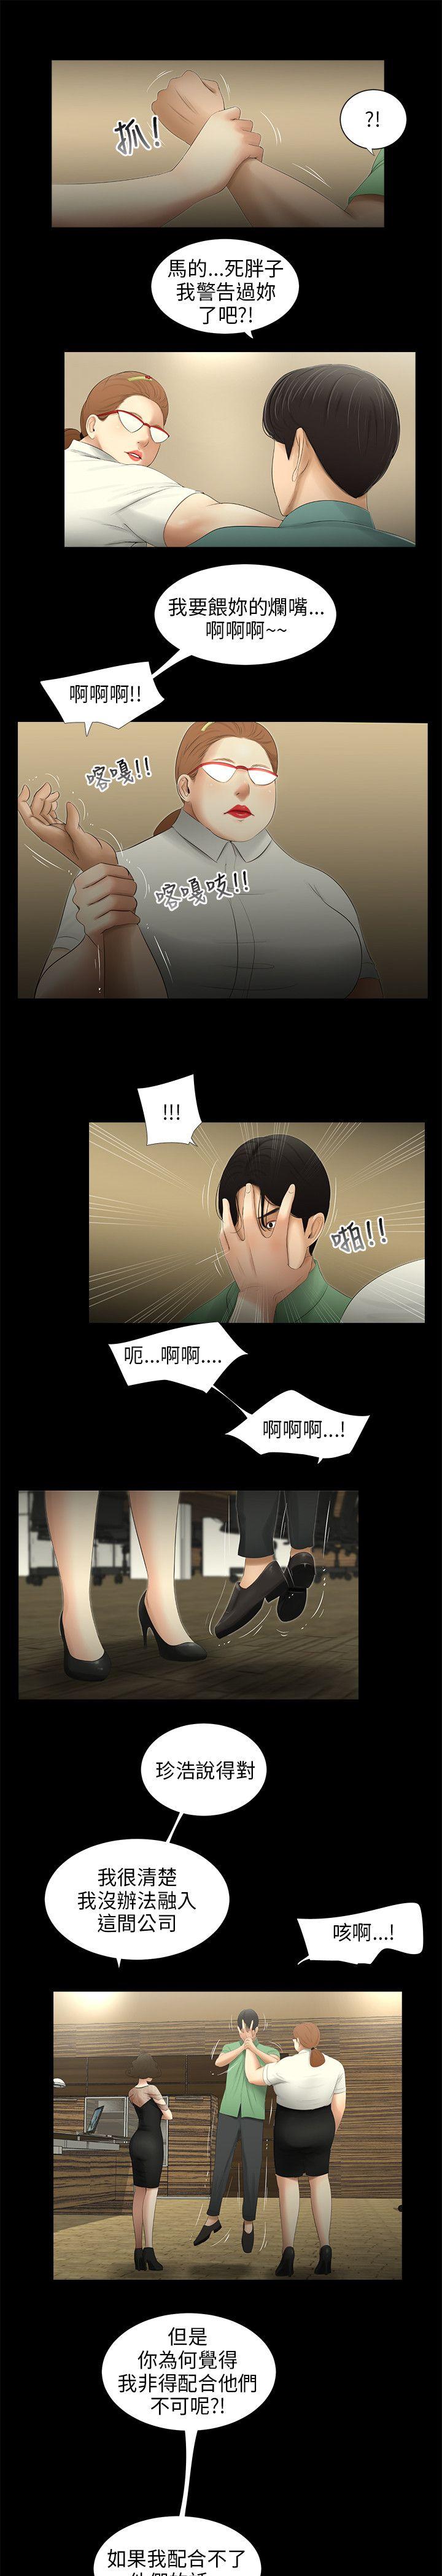 抓!
?!
馬的...死胖子
我警告過妳
了吧?!
我要餵妳的爛嘴...
啊啊啊~~
啊啊啊!!
喀嘎!!
喀嘎吱!!
!!!
啪!!
呃...啊啊....
啊啊啊...!
珍浩說得對
我很清楚
我沒辦法融入
這間公司
咳啊...!
但是
你為何覺得
我非得配合他們
不可呢?!
如果我配合不了